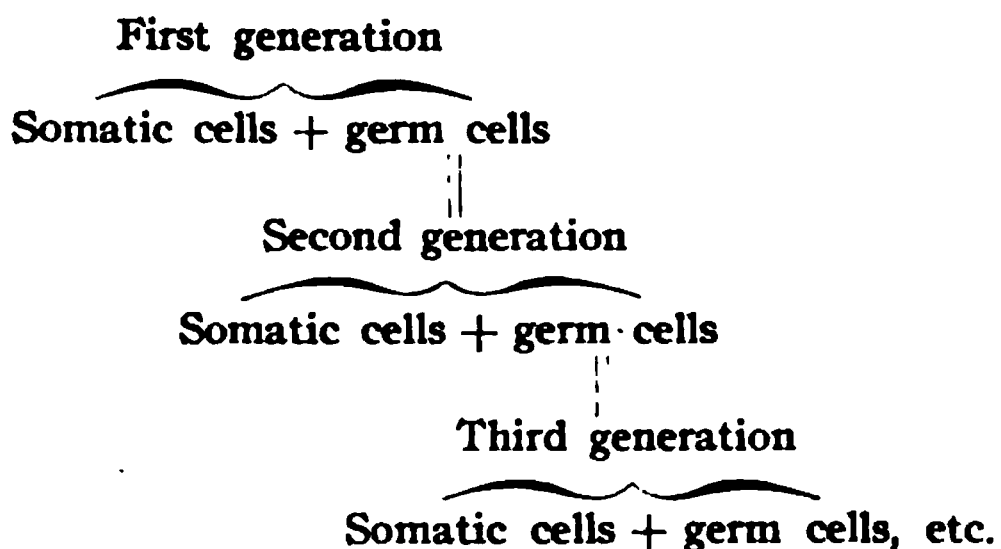 First generation
Somatic cells + germ cells
Second generation
Somatic cells + germ cells
Third generation
Somatic cells + germ cells, etc.